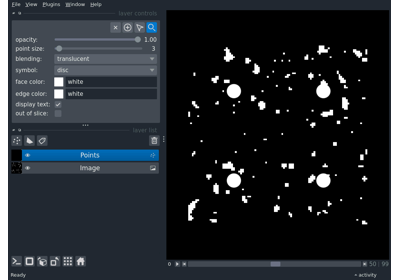 File View Plugins Window Help
layer controls
opacity: 1.00
point size: 3
blending: translucent
symbol: disc
face color: white
edge color: white
display text:
out of slice:
layer list
Points
Image
Ready
50 99
activity